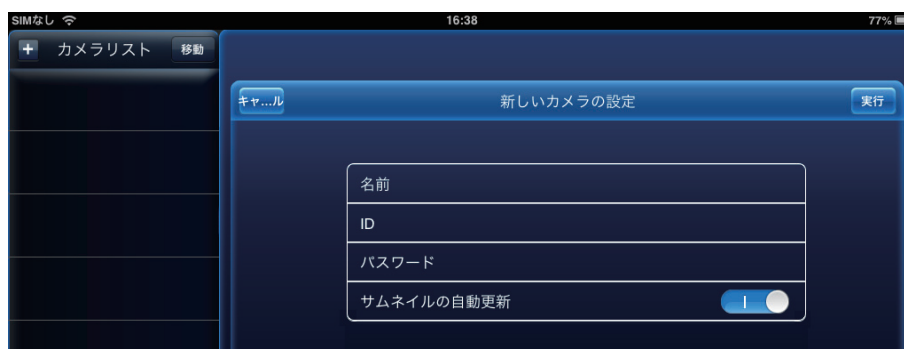 SIMなし 16:38 77%
+ カメラリスト 移動
キャ...ル 新しいカメラの設定 実行
名前
ID
パスワード
サムネイルの自動更新